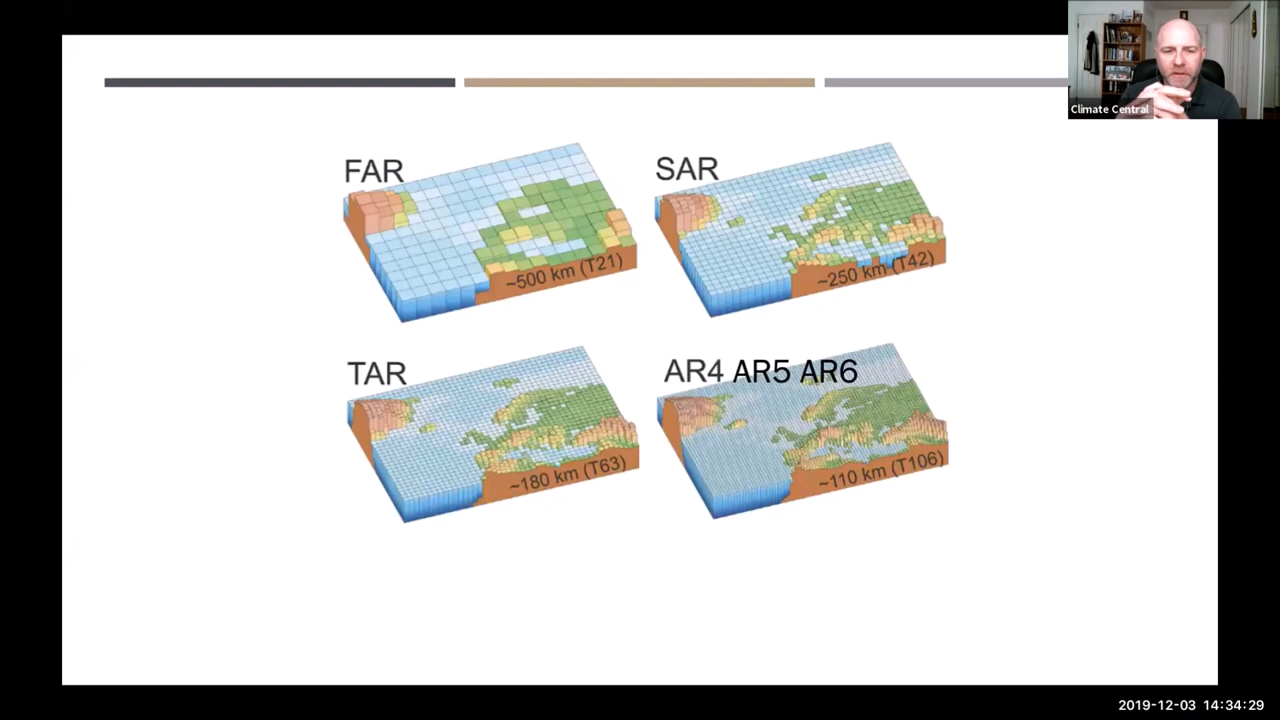 Climate Central
FAR
~500 km (T21)
SAR
~250 km (T42)
TAR
~180 km (T63)
AR4 AR5 AR6
~110 km (T106)
2019-12-03 14:34:29